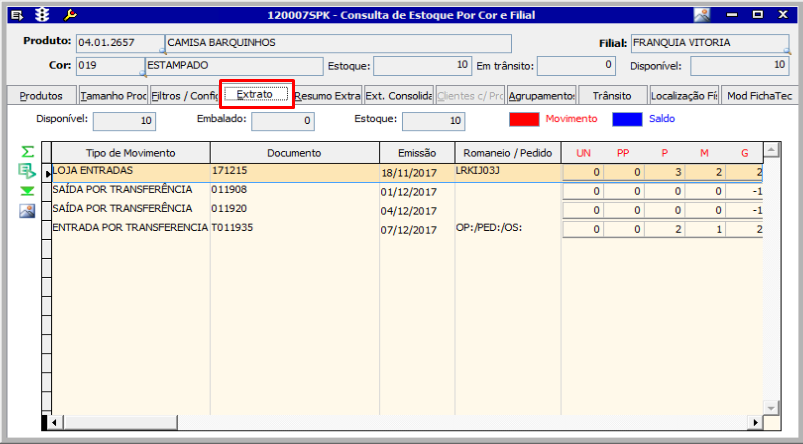 120007SPK - Consulta de Estoque Por Cor e Filial
Produto: 04.01.2657 CAMISA BARQUINHOS Filial: FRANQUIA VITORIA
Cor: 019 ESTAMPADO Estoque: 10 Em trânsito: 0 Disponível: 10
Produtos Tamanho Proc Filtros / Config Extrato Resumo Extra Ext. Consolida Clientes c/ Pro Agrupamentos Trânsito Localização Fi Mod FichaTec
Disponível: 10 Embalado: 0 Estoque: 10 Movimento Saldo
Tipo de Movimento Documento Emissão Romaneio / Pedido UN PP P M G
LOJA ENTRADAS 171215 18/11/2017 LRKIJ03J 0 0 3 2 2
SAÍDA POR TRANSFERÊNCIA 011908 01/12/2017 0 0 0 0 -1
SAÍDA POR TRANSFERÊNCIA 011920 04/12/2017 0 0 0 0 -1
ENTRADA POR TRANSFERENCIA T011935 07/12/2017 OP:/PED:/OS: 0 0 2 1 2